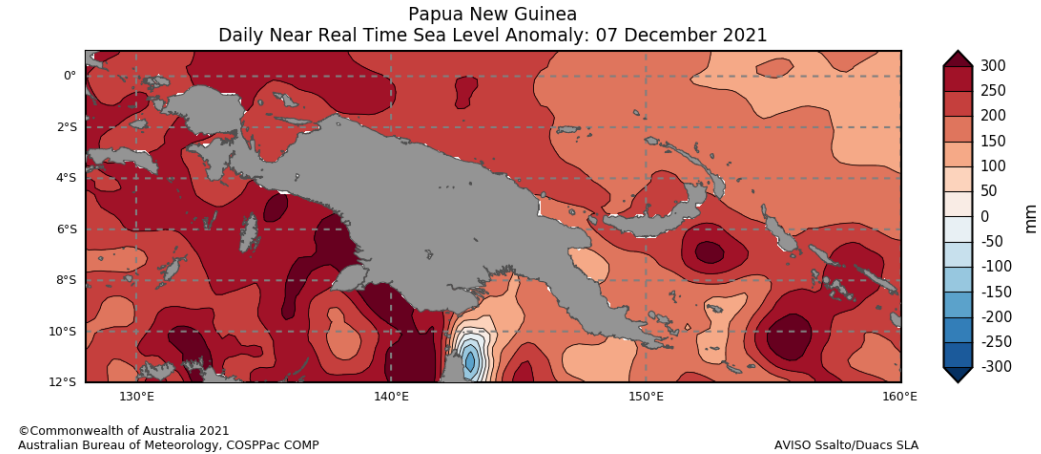 Papua New Guinea
Daily Near Real Time Sea Level Anomaly: 07 December 2021
0°
2°S
4°S
6°S
8°S
10°S
12°S
130°E
140°E
150°E
160°E
300
250
200
150
100
50
0
-50
-100
-150
-200
-250
-300
mm
©Commonwealth of Australia 2021
Australian Bureau of Meteorology, COSPPac COMP
AVISO Ssalto/Duacs SLA